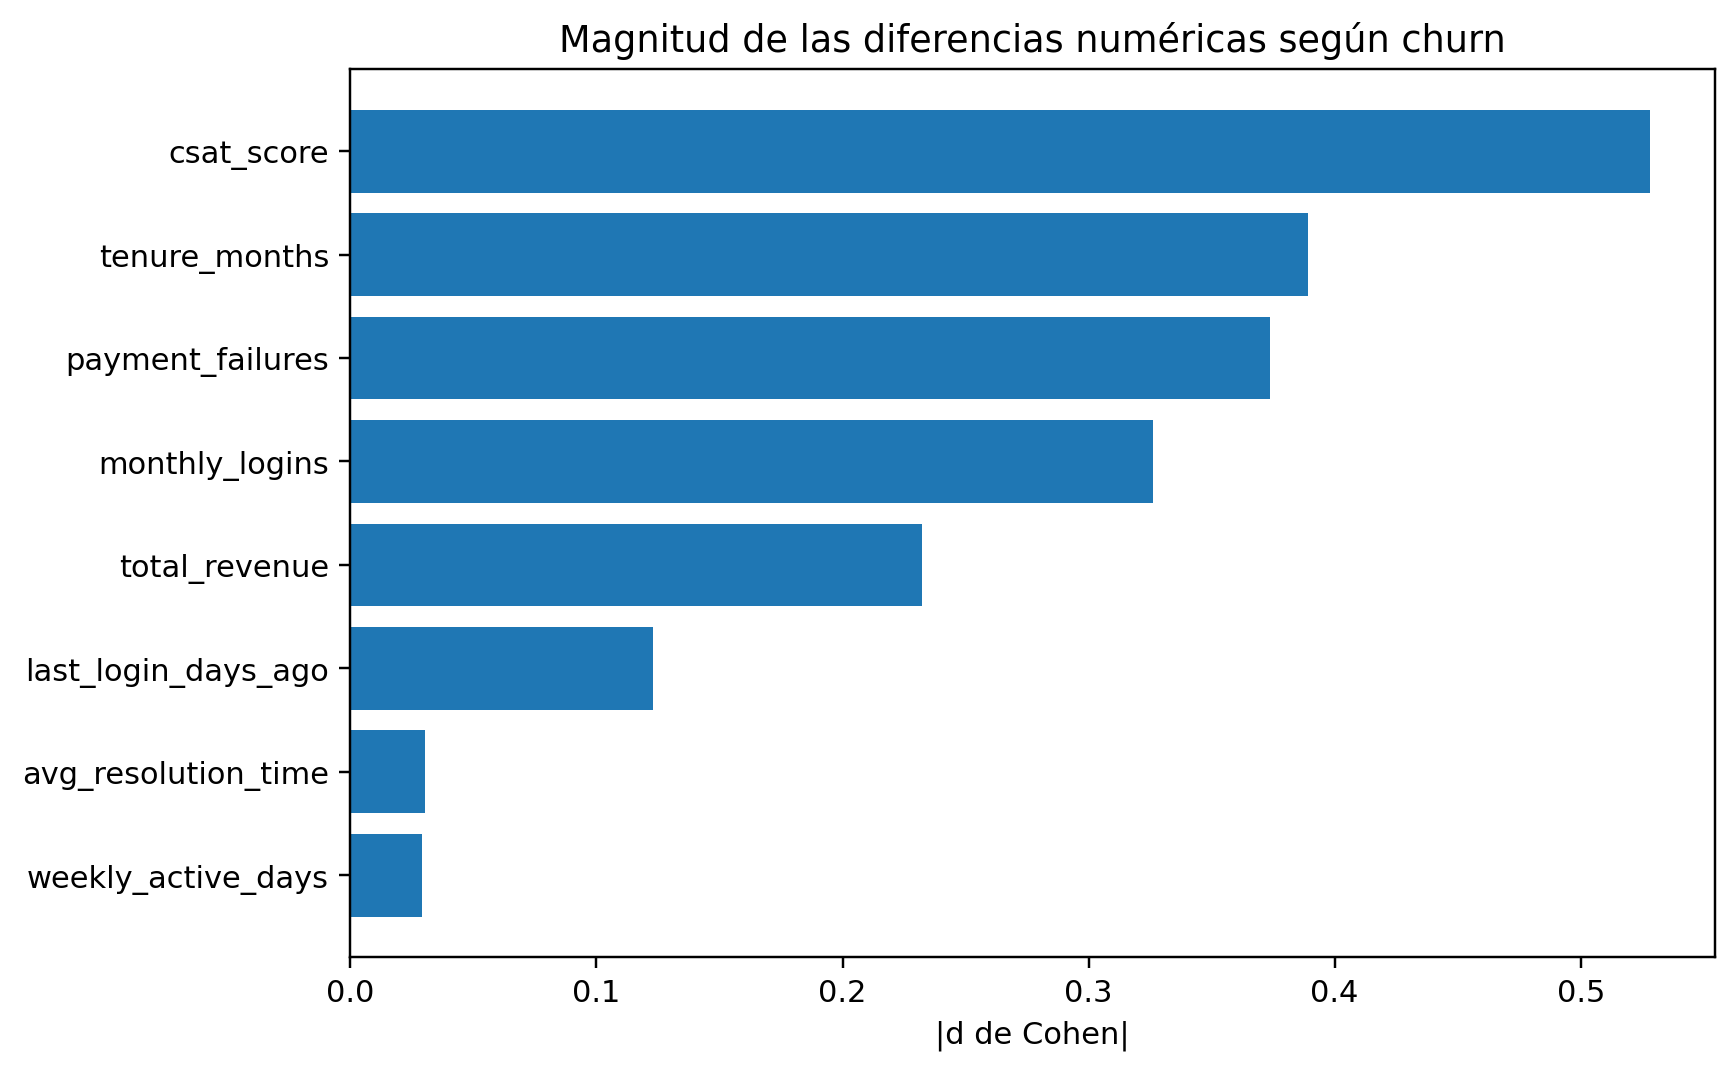 Magnitud de las diferencias numéricas según churn
csat_score
tenure_months
payment_failures
monthly_logins
total_revenue
last_login_days_ago
avg_resolution_time
weekly_active_days
0.0 0.1 0.2 0.3 0.4 0.5
|d de Cohen|